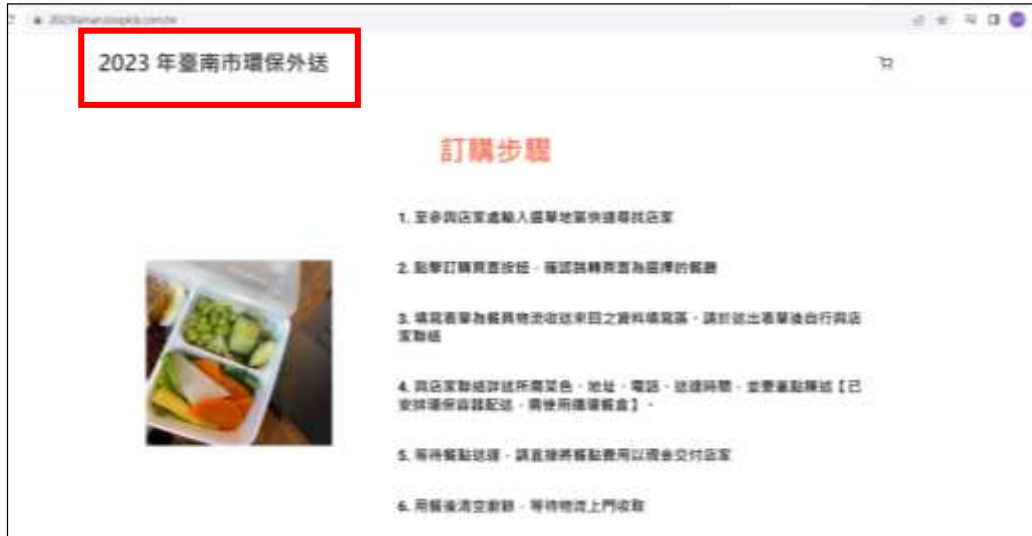 2023 年臺南市環保外送
訂購步驟
1. 至參與店家處輸入選單地區快速尋找店家
2. 點擊訂購頁面按鈕，確認跳轉頁面為選擇的餐廳
3. 填寫表單為餐具物流收送來回之資料填寫區，請於送出表單後自行與店
家聯絡
4. 與店家聯絡詳述所需菜色、地址、電話、送達時間，並要重點陳述【已
安排環保容器配送，需使用循環餐盒】。
5. 等待餐點送達，請直接將餐點費用以現金交付店家
6. 用餐後清空廚餘，等待物流上門收取